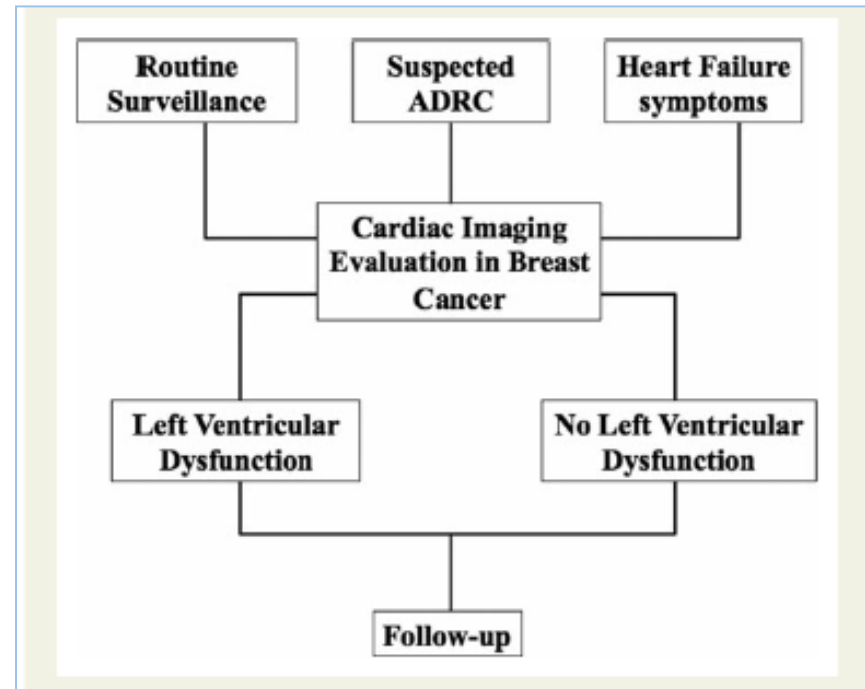 Routine
Surveillance
Suspected
ADRC
Heart Failure
symptoms
Cardiac Imaging
Evaluation in Breast
Cancer
Left Ventricular
Dysfunction
No Left Ventricular
Dysfunction
Follow-up